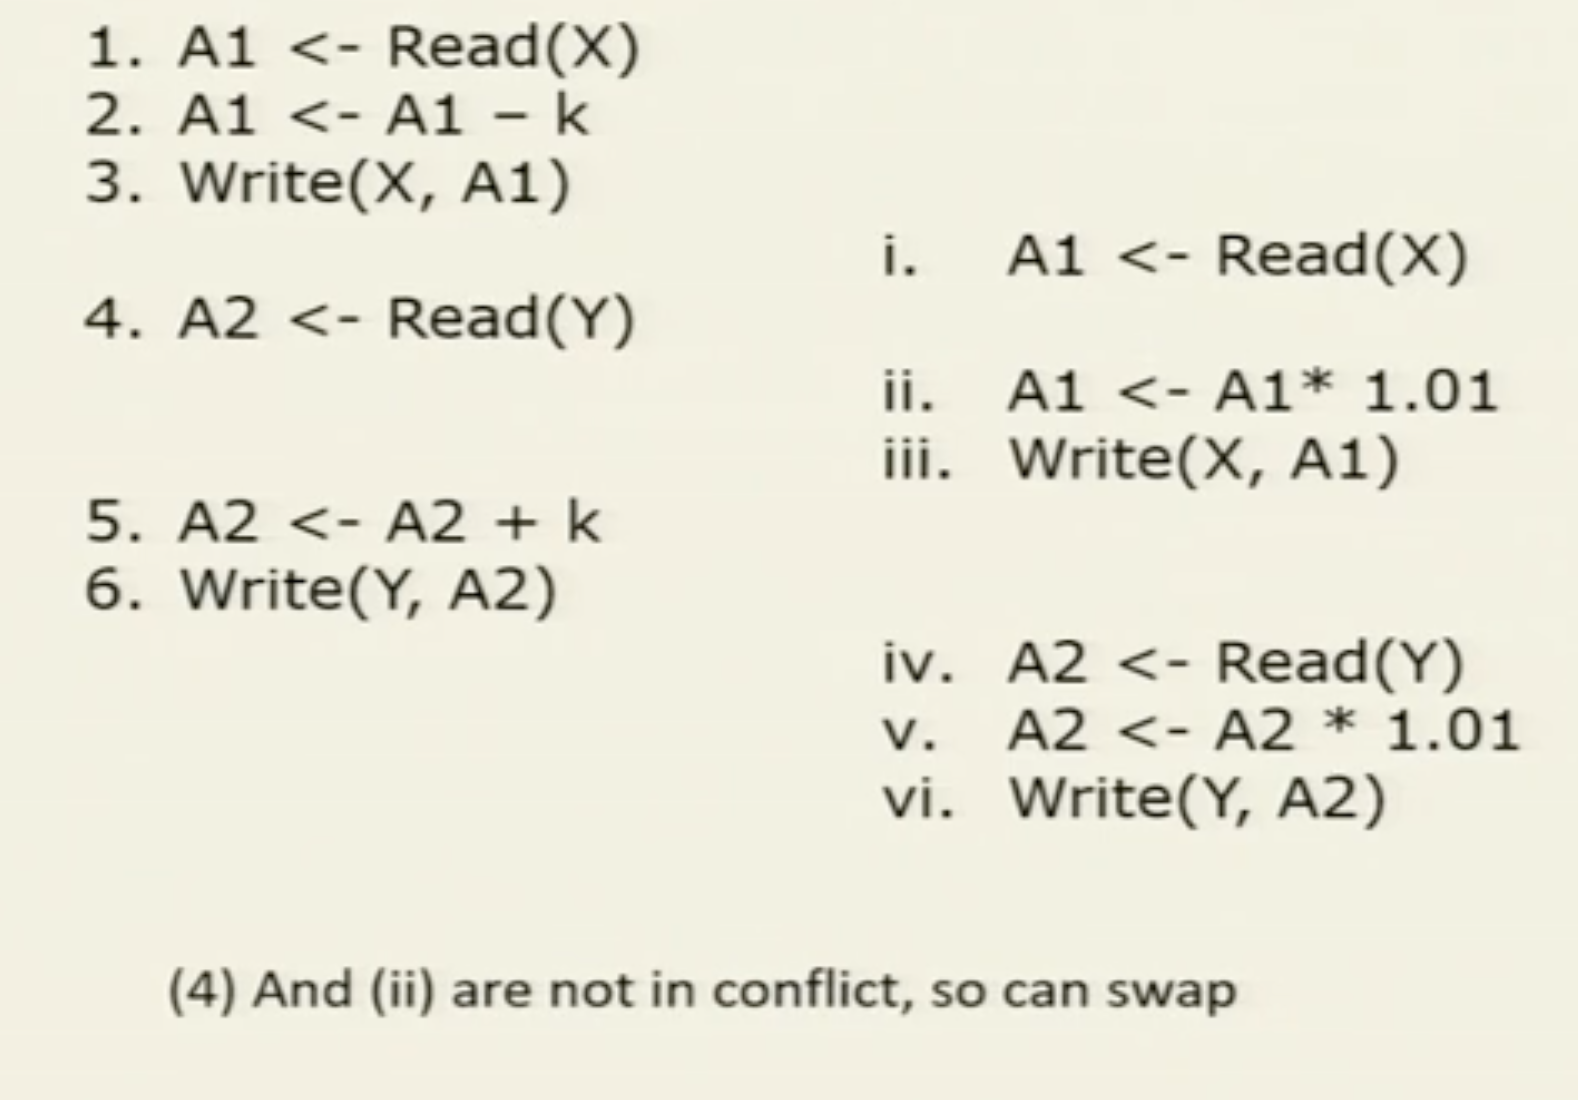 1. A1 <- Read(X)
2. A1 <- A1 – k
3. Write(X, A1)
i. A1 <- Read(X)
4. A2 <- Read(Y)
ii. A1 <- A1* 1.01
iii. Write(X, A1)
5. A2 <- A2 + k
6. Write(Y, A2)
iv. A2 <- Read(Y)
v. A2 <- A2 * 1.01
vi. Write(Y, A2)
(4) And (ii) are not in conflict, so can swap